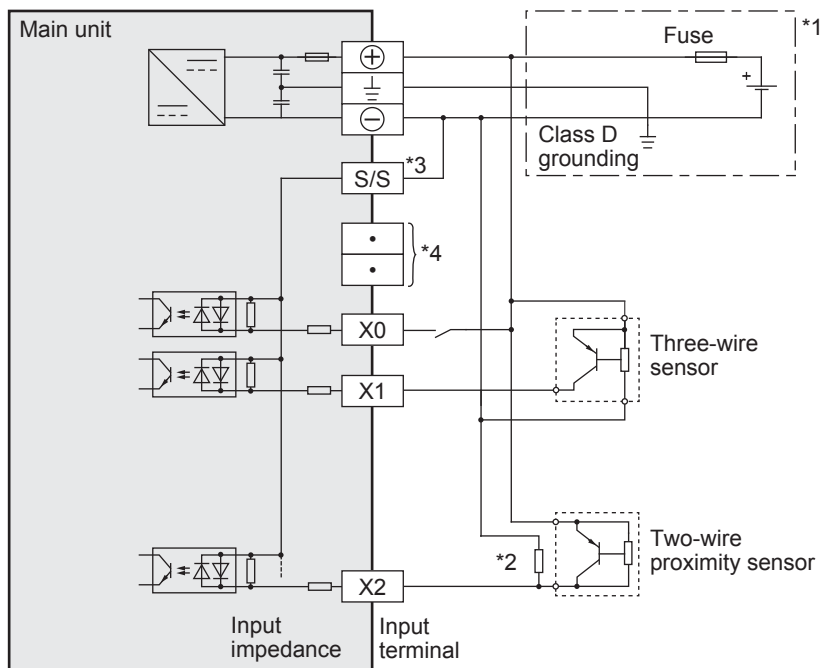 Main unit
*1
Fuse
+
+
−
Class D
grounding
S/S
*3
*4
X0
Three-wire
sensor
X1
*2
Two-wire
proximity sensor
X2
Input
impedance
Input
terminal